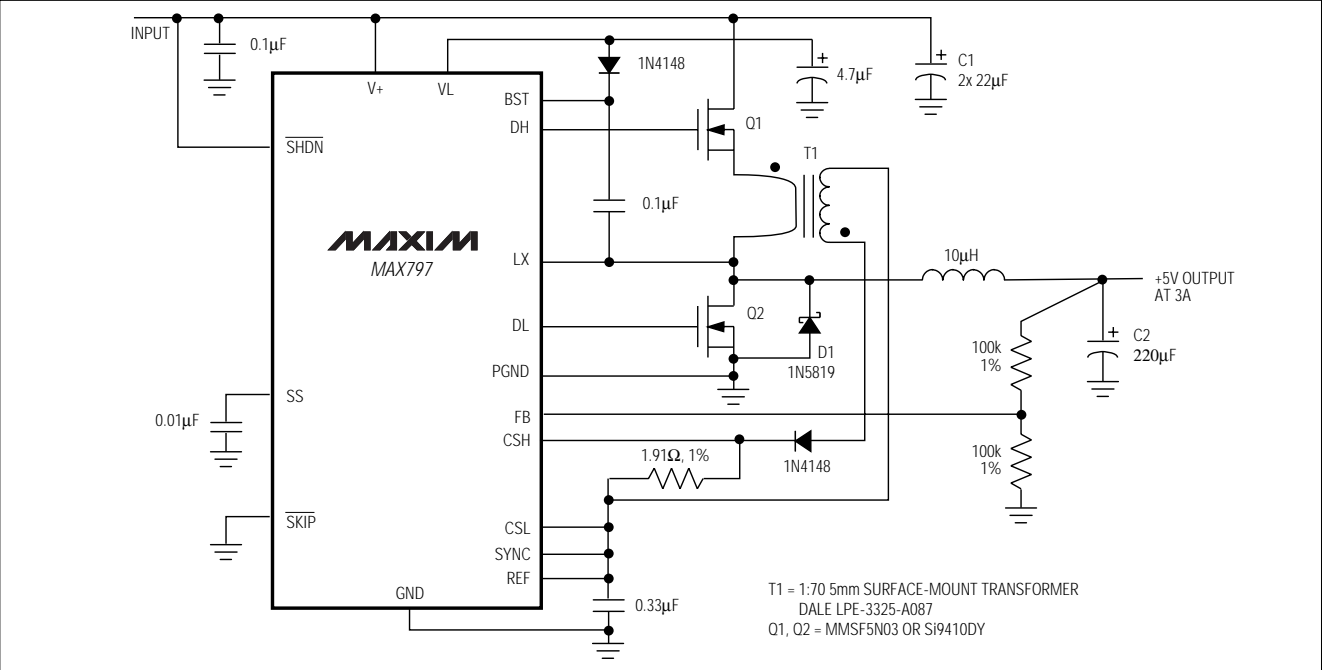 INPUT
0.1µF
V+
VL
1N4148
4.7µF
+
C1
+
2x 22µF
BST
DH
Q1
SHDN
T1
0.1µF
MAXIM
MAX797
LX
10µH
+5V OUTPUT
AT 3A
DL
Q2
D1
1N5819
100k
1%
+
C2
220µF
PGND
SS
0.01µF
FB
CSH
1.91Ω, 1%
1N4148
100k
1%
SKIP
CSL
SYNC
REF
GND
0.33µF
T1 = 1:70 5mm SURFACE-MOUNT TRANSFORMER
DALE LPE-3325-A087
Q1, Q2 = MMSF5N03 OR Si9410DY